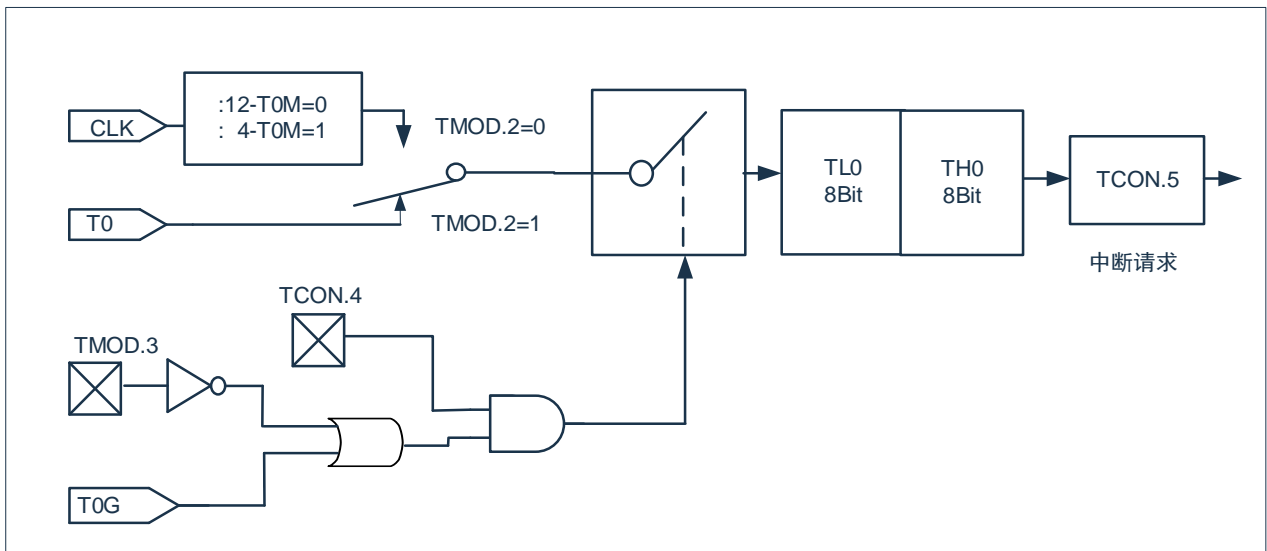 :12-T0M=0
: 4-T0M=1
CLK
TMOD.2=0
T0
TMOD.2=1
TL0
8Bit
TH0
8Bit
TCON.5
中断请求
TCON.4
TMOD.3
T0G